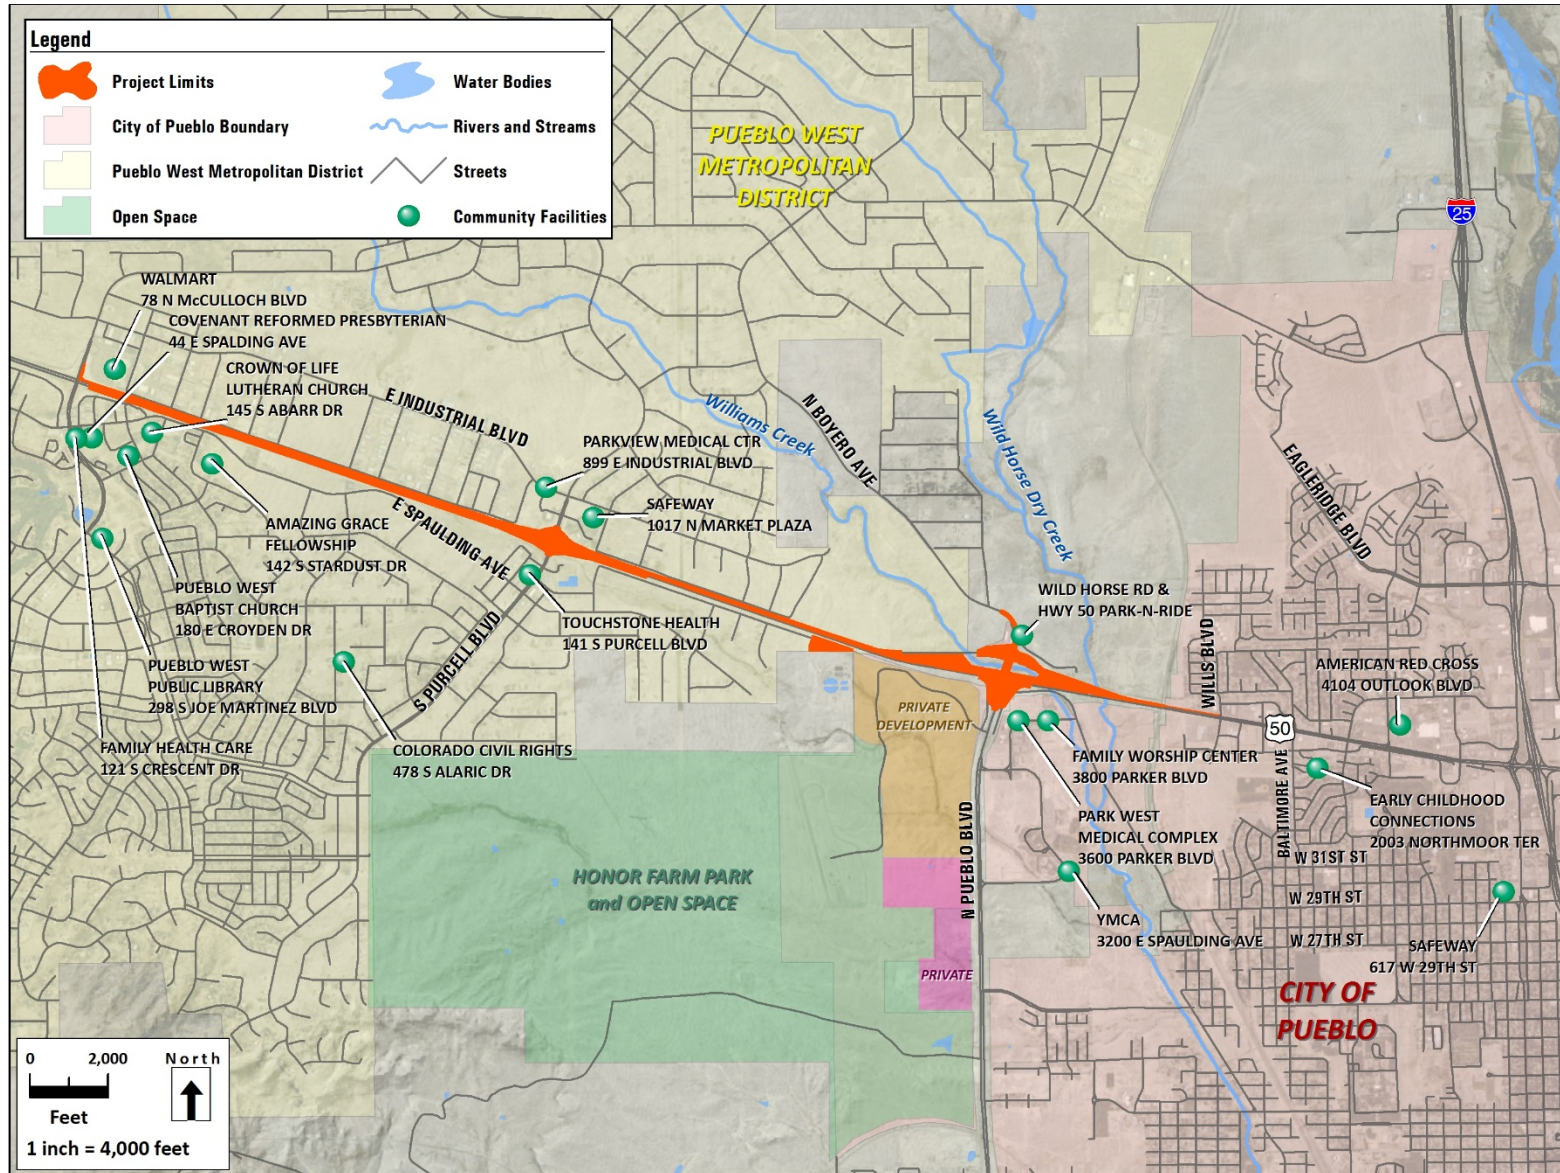 Legend
Project Limits
Water Bodies
City of Pueblo Boundary
Rivers and Streams
Pueblo West Metropolitan District
Streets
Open Space
Community Facilities
PUEBLO WEST
METROPOLITAN
DISTRICT
25
WALMART
78 N McCULLOCH BLVD
COVENANT REFORMED PRESBYTERIAN
44 E SPALDING AVE
CROWN OF LIFE
LUTHERAN CHURCH
145 S ABARR DR
E INDUSTRIAL BLVD
PARKVIEW MEDICAL CTR
899 E INDUSTRIAL BLVD
SAFEWAY
1017 N MARKET PLAZA
Williams Creek
N BOYERO AVE
Wild Horse Dry Creek
EAGLERIDGE BLVD
E SPAULDING AVE
AMAZING GRACE
FELLOWSHIP
142 S STARDUST DR
PUEBLO WEST
BAPTIST CHURCH
180 E CROYDEN DR
PUEBLO WEST
PUBLIC LIBRARY
298 S JOE MARTINEZ BLVD
FAMILY HEALTH CARE
121 S CRESCENT DR
S PURCELL BLVD
TOUCHSTONE HEALTH
141 S PURCELL BLVD
COLORADO CIVIL RIGHTS
478 S ALARIC DR
WILD HORSE RD &
HWY 50 PARK-N-RIDE
WILLS BLVD
AMERICAN RED CROSS
4104 OUTLOOK BLVD
50
PRIVATE
DEVELOPMENT
FAMILY WORSHIP CENTER
3800 PARKER BLVD
PARK WEST
MEDICAL COMPLEX
3600 PARKER BLVD
BALTIMORE AVE
EARLY CHILDHOOD
CONNECTIONS
2003 NORTHMOOR TER
W 31ST ST
W 29TH ST
W 27TH ST
N PUEBLO BLVD
HONOR FARM PARK
and OPEN SPACE
YMCA
3200 E SPAULDING AVE
SAFEWAY
617 W 29TH ST
PRIVATE
CITY OF
PUEBLO
0 2,000
North
Feet
1 inch = 4,000 feet